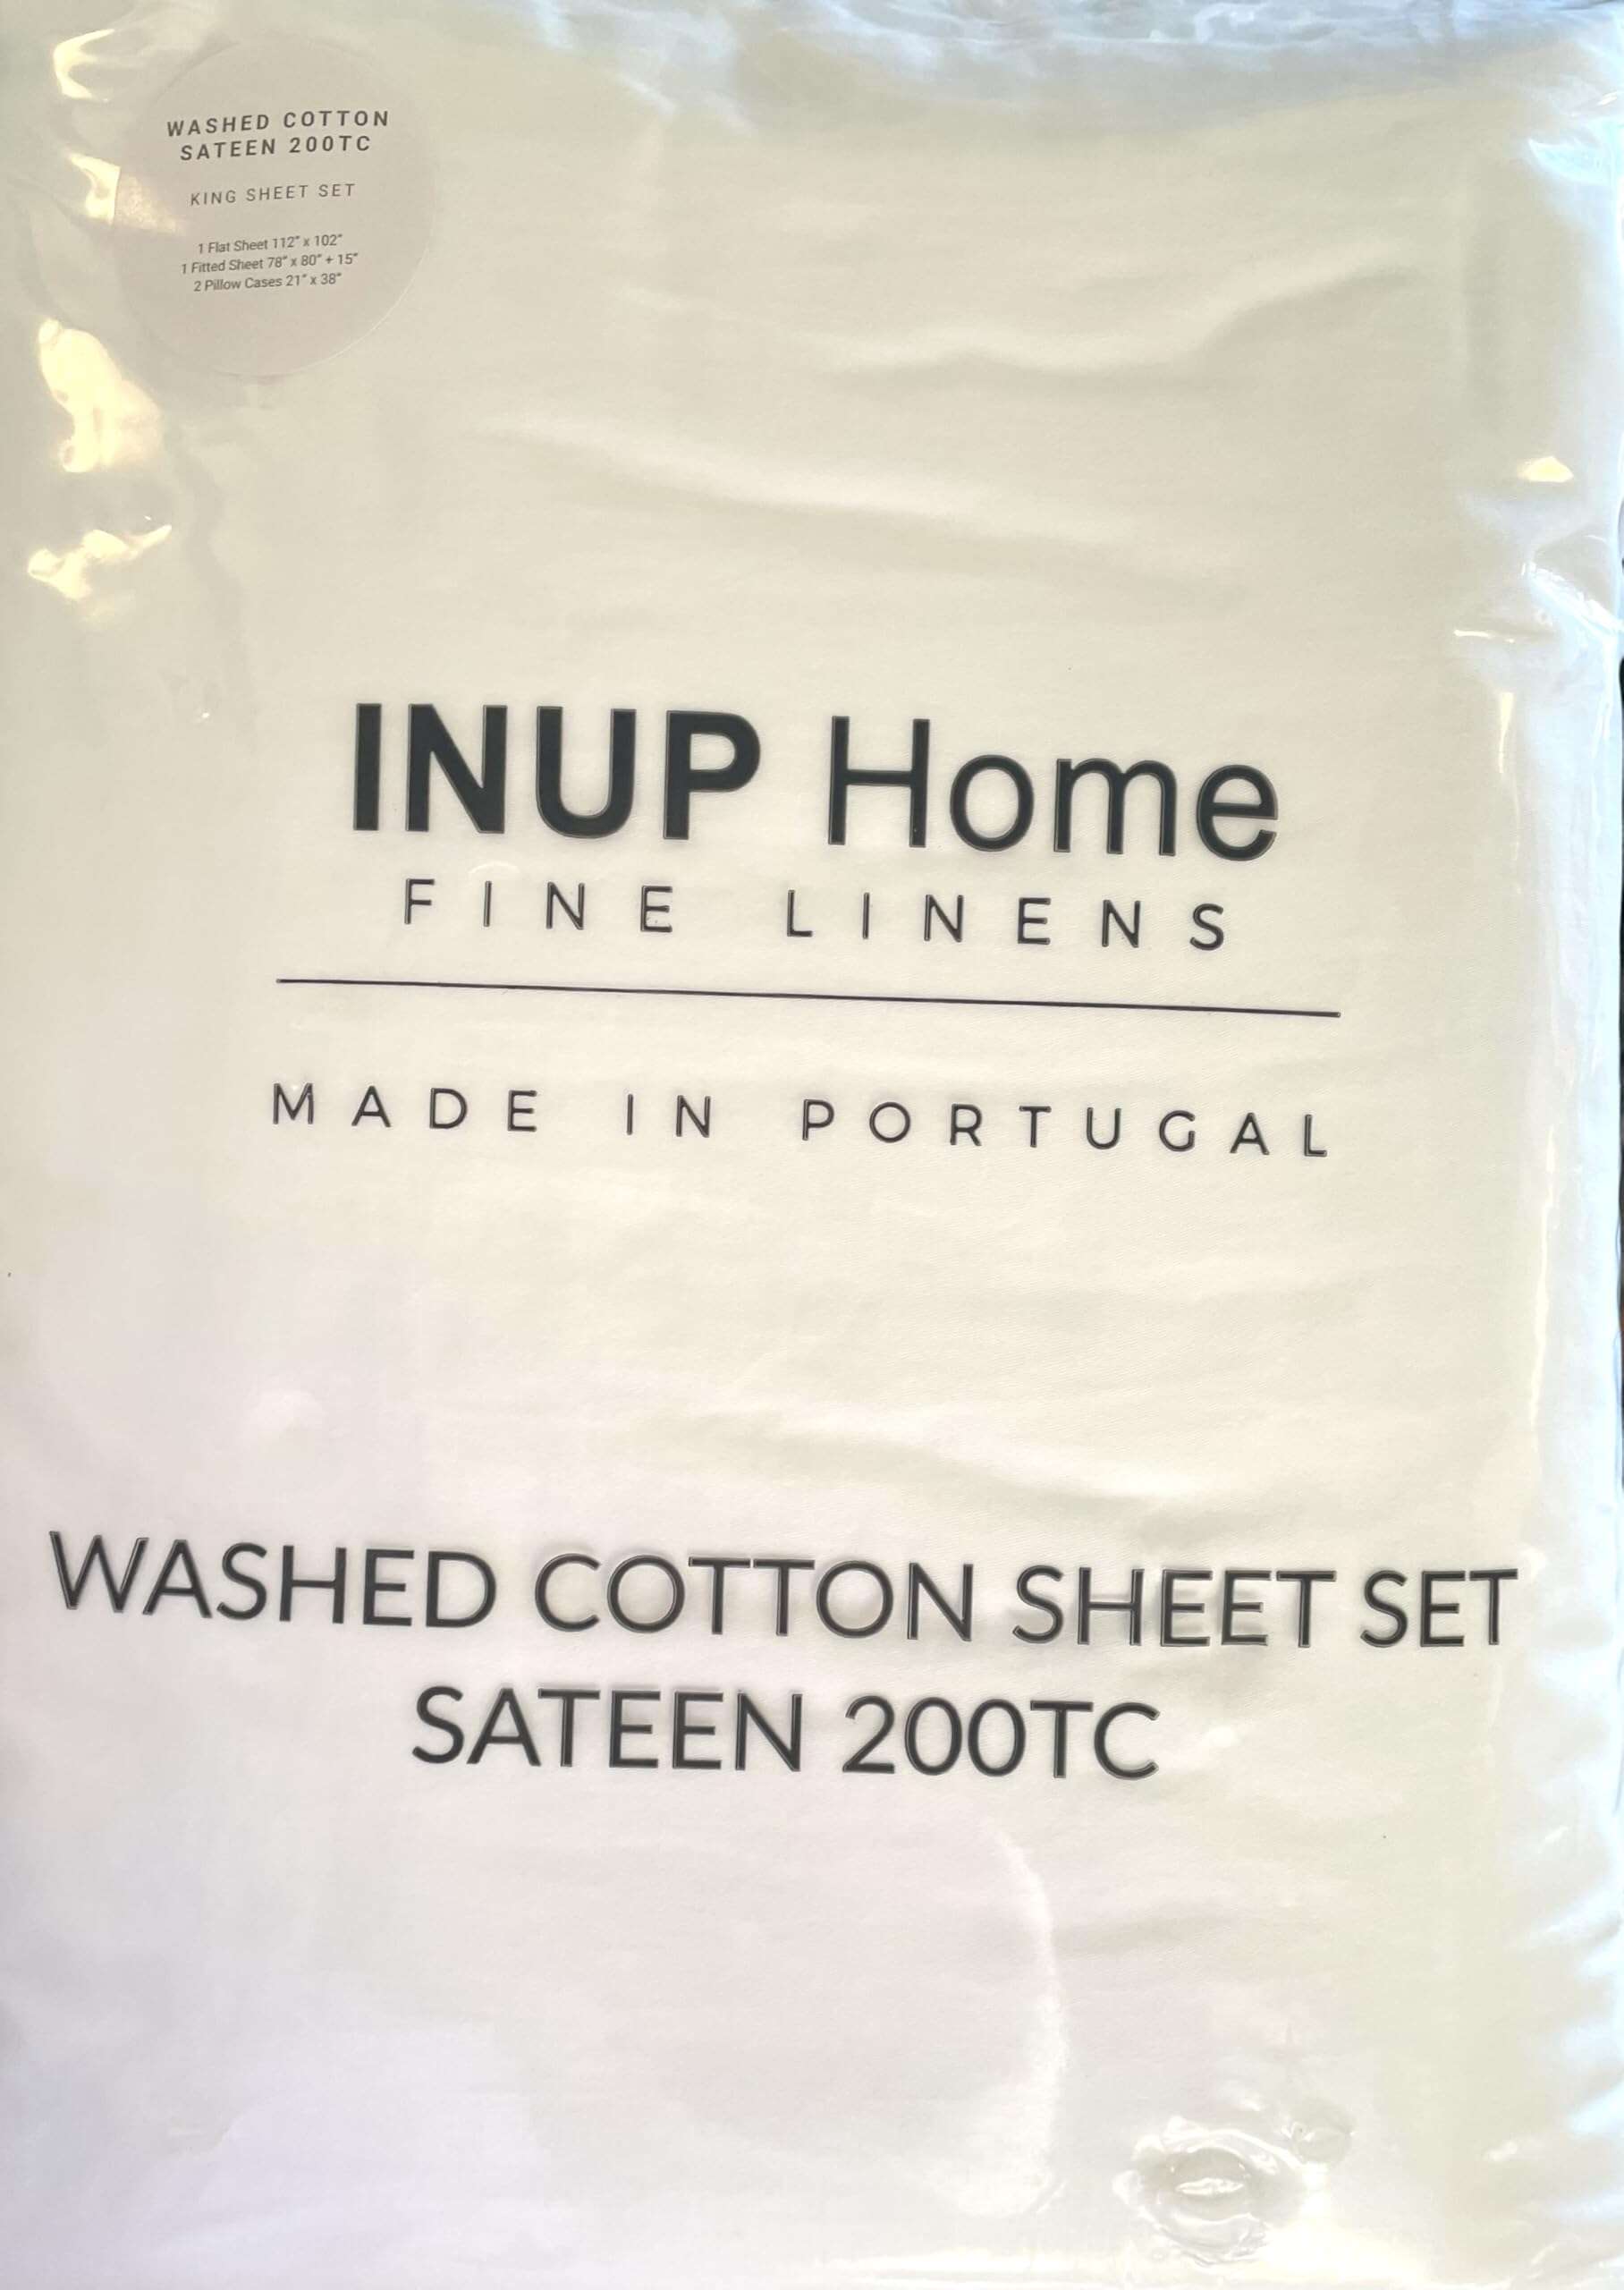 WASHED COTTON
SATEEN 200TC
KING SHEET SET
1 Flat Sheet 112" x 102"
1 Fitted Sheet 78" x 80" + 15"
2 Pillow Cases 21" x 38"
INUP Home
FINE LINENS
MADE IN PORTUGAL
WASHED COTTON SHEET SET
SATEEN 200TC